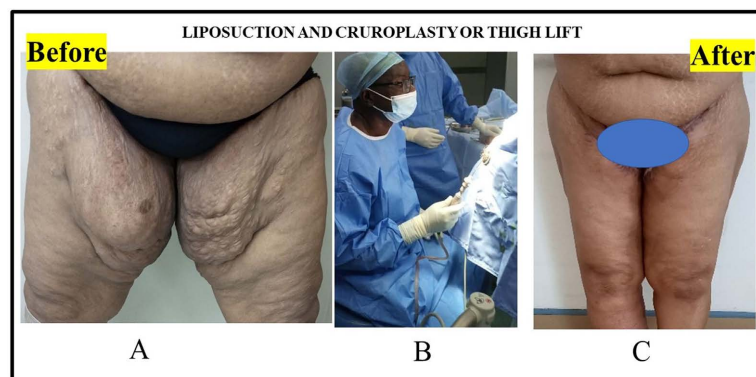 LIPOSUCTION AND CRUROPLASTY OR THIGH LIFT
Before
After
A
B
C